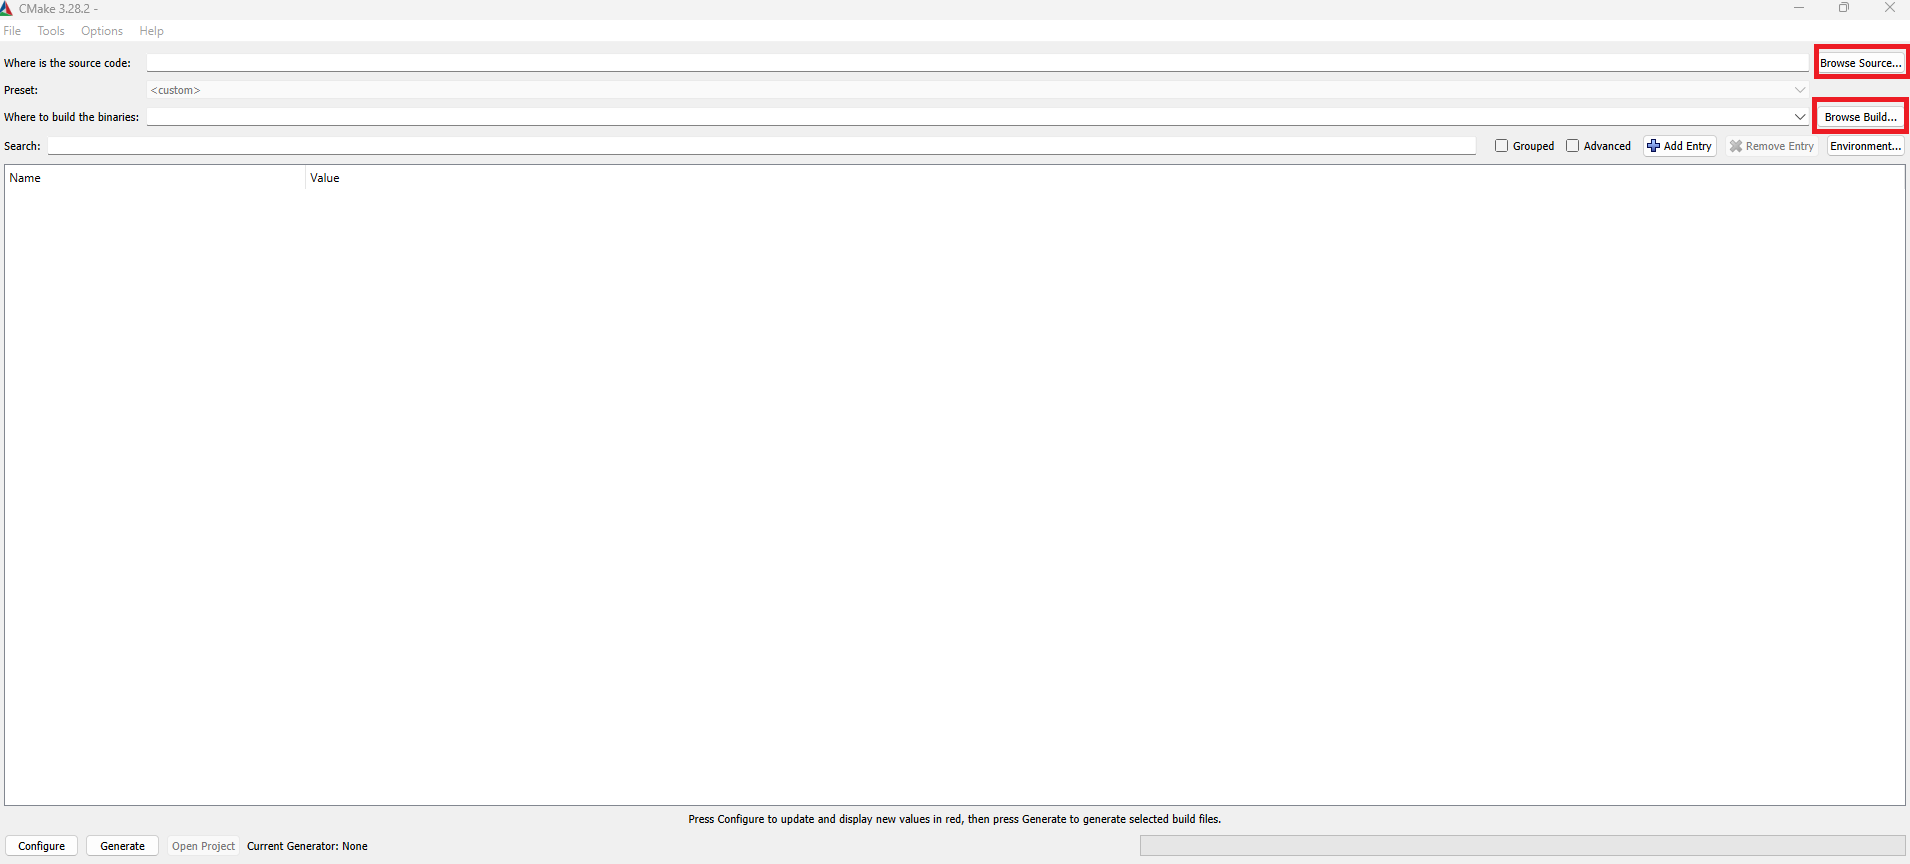 CMake 3.28.2 -
File Tools Options Help
Where is the source code: Browse Source...
Preset: <custom>
Where to build the binaries: Browse Build...
Search: Grouped Advanced Add Entry Remove Entry Environment...
Name Value
Press Configure to update and display new values in red, then press Generate to generate selected build files.
Configure Generate Open Project Current Generator: None